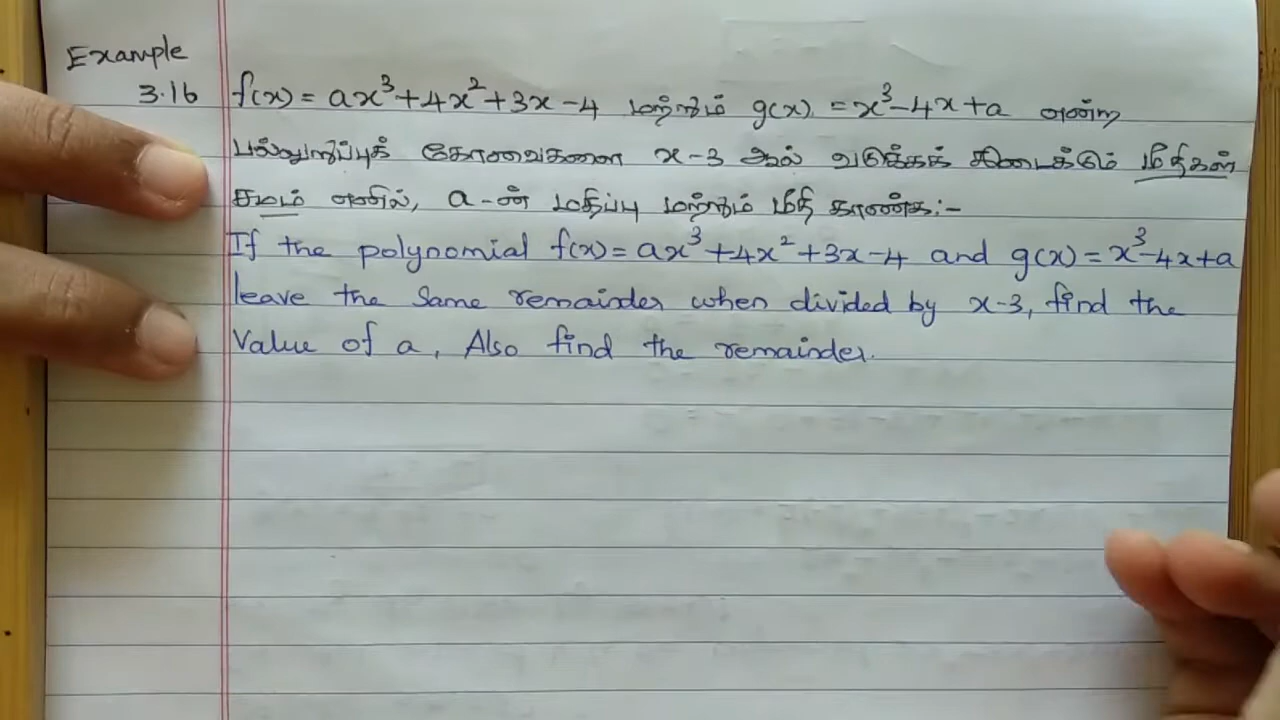 Example
3.16 f(x) = ax³+4x²+3x-4 மற்றும் g(x) = x³-4x+a என்ற
பல்லுறுப்புக் கோவைகளை x-3 ஆல் வகுக்கக் கிடைக்கும் மீதிகள்
சமம் எனில், a-ன் மதிப்பு மற்றும் மீதி காண்க:-
If the polynomial f(x)= ax³+4x²+3x-4 and g(x)= x³-4x+a
leave the same remainder when divided by x-3, find the
Value of a, Also find the remainder.